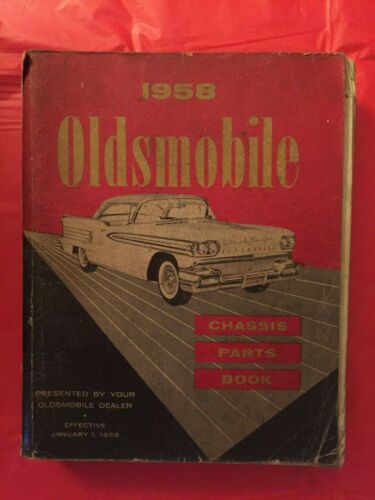 1958
Oldsmobile
CHASSIS
PARTS
BOOK
PRESENTED BY YOUR
OLDSMOBILE DEALER
EFFECTIVE
JANUARY 1, 1958